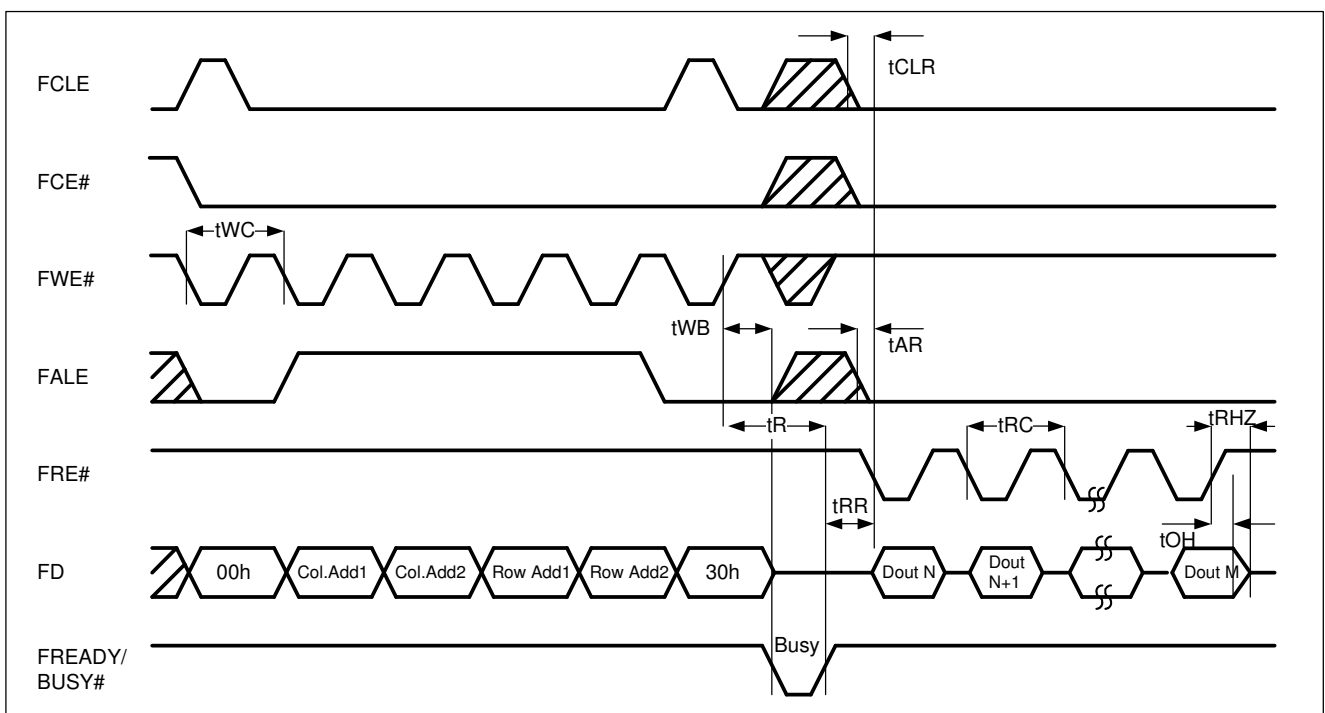 FCLE
tCLR
FCE#
tWC
FWE#
tWB
tAR
FALE
tR
tRC
tRHZ
FRE#
tRR
tOH
FD
00h
Col.Add1
Col.Add2
Row Add1
Row Add2
30h
Dout N
Dout
N+1
Dout M
Busy
FREADY/
BUSY#